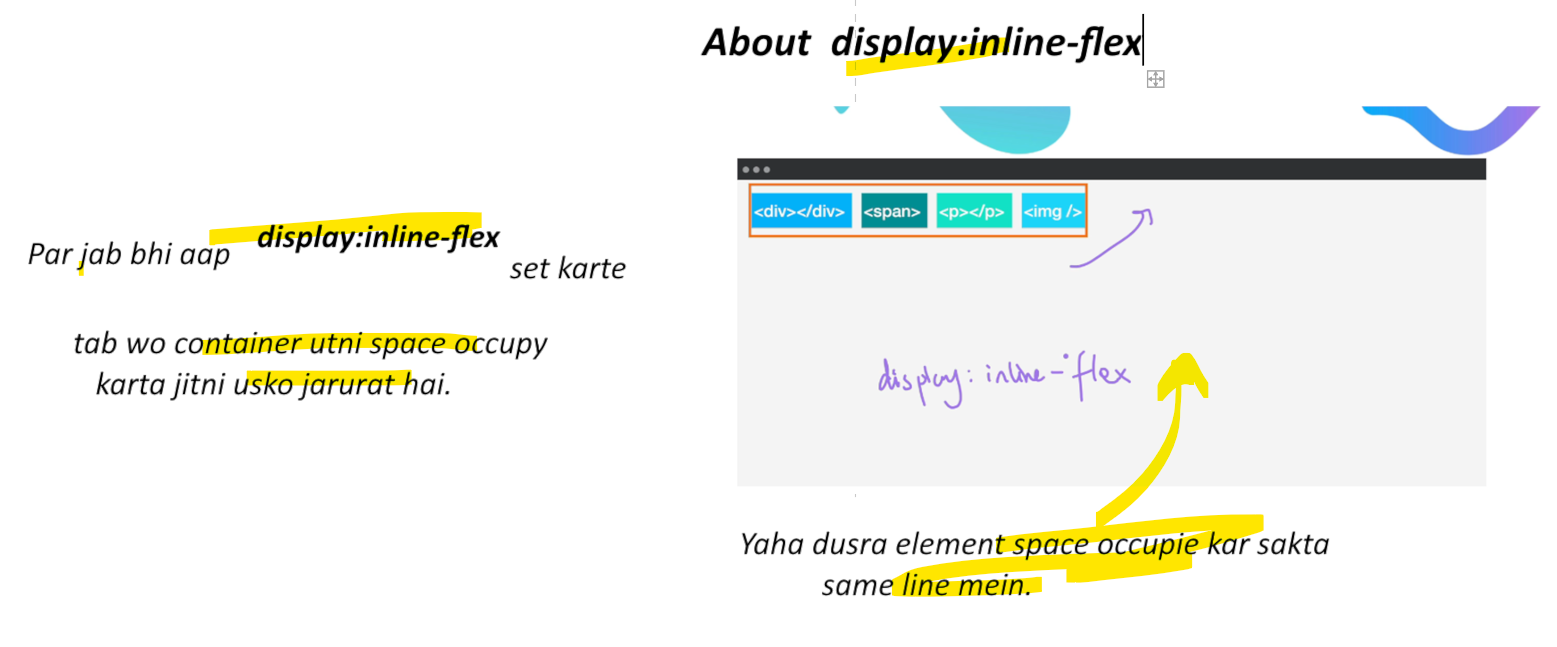 About display:inline-flex
<div></div> <span> <p></p> <img />
Par jab bhi aap display:inline-flex set karte
tab wo container utni space occupy
karta jitni usko jarurat hai.
display: inline-flex
Yaha dusra element space occupie kar sakta
same line mein.